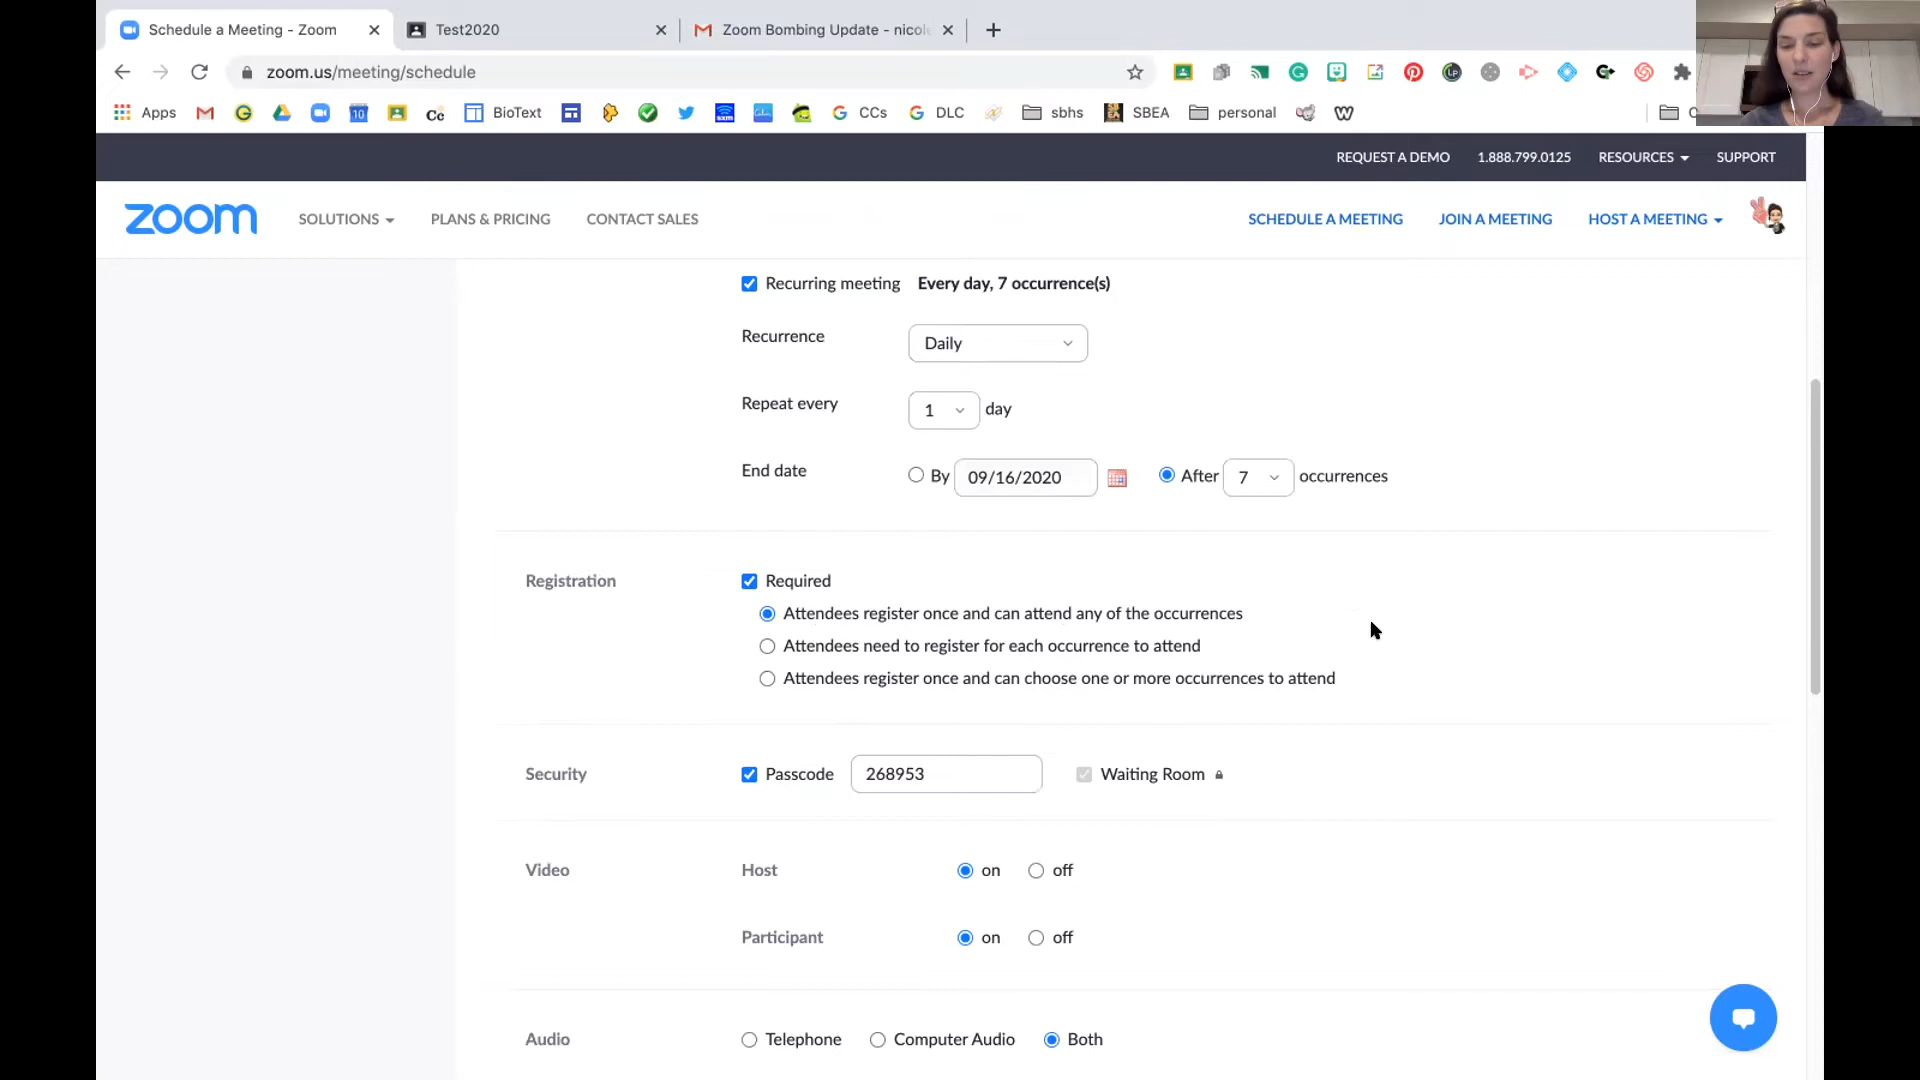 Schedule a Meeting - Zoom
Test2020
Zoom Bombing Update - nicol
zoom.us/meeting/schedule
Apps
10
Cc
BioText
CCs
DLC
sbhs
SBEA
personal
REQUEST A DEMO 1.888.799.0125 RESOURCES SUPPORT
zoom SOLUTIONS PLANS & PRICING CONTACT SALES SCHEDULE A MEETING JOIN A MEETING HOST A MEETING
Recurring meeting Every day, 7 occurrence(s)
Recurrence Daily
Repeat every 1 day
End date By 09/16/2020 After 7 occurrences
Registration Required
Attendees register once and can attend any of the occurrences
Attendees need to register for each occurrence to attend
Attendees register once and can choose one or more occurrences to attend
Security Passcode 268953 Waiting Room
Video Host on off
Participant on off
Audio Telephone Computer Audio Both